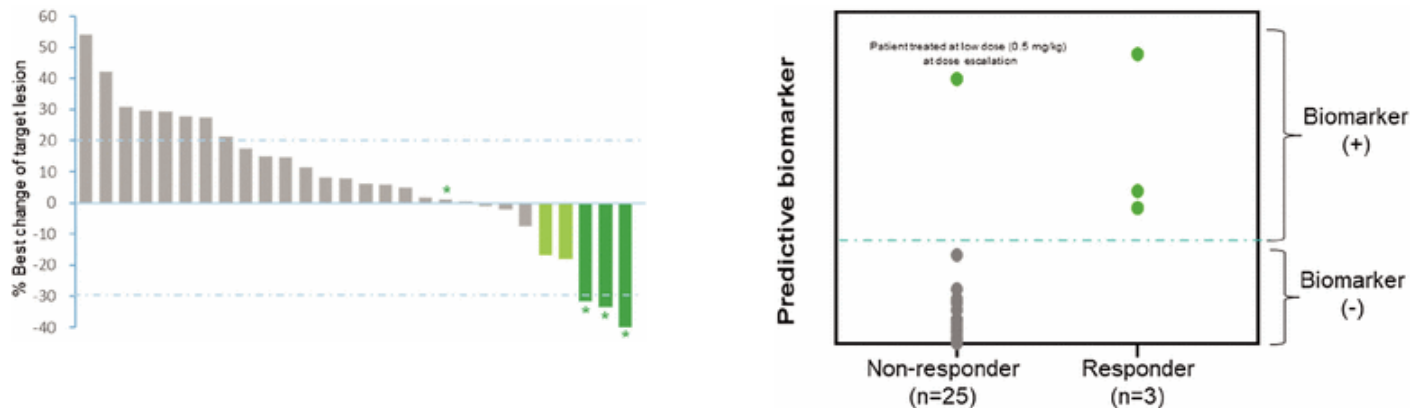 % Best change of target lesion
60
50
40
30
20
10
0
-10
-20
-30
-40
*
*
*
*
Predictive biomarker
Patient treated at low dose (0.5 mg/kg)
at dose escalation
Biomarker
(+)
Biomarker
(-)
Non-responder
(n=25)
Responder
(n=3)